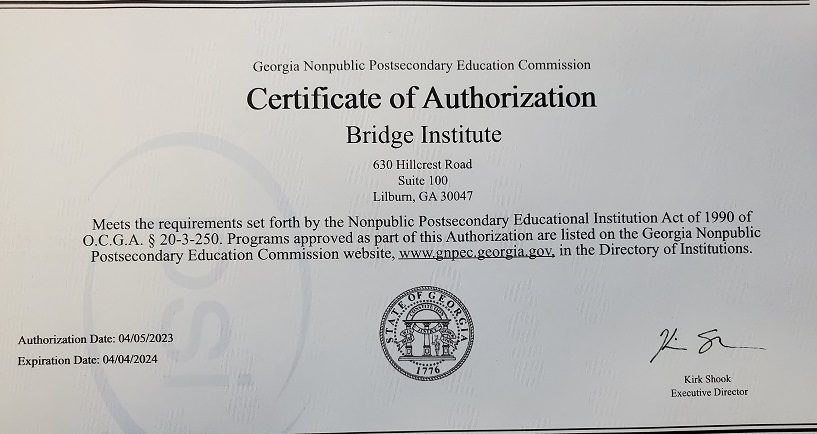 Georgia Nonpublic Postsecondary Education Commission
Certificate of Authorization
Bridge Institute
630 Hillcrest Road
Suite 100
Lilburn, GA 30047
Meets the requirements set forth by the Nonpublic Postsecondary Educational Institution Act of 1990 of
O.C.G.A. § 20-3-250. Programs approved as part of this Authorization are listed on the Georgia Nonpublic
Postsecondary Education Commission website, www.gnpec.georgia.gov, in the Directory of Institutions.
STATE OF GEORGIA
CONSTITUTION
1776
Authorization Date: 04/05/2023
Expiration Date: 04/04/2024
Kirk Shook
Executive Director